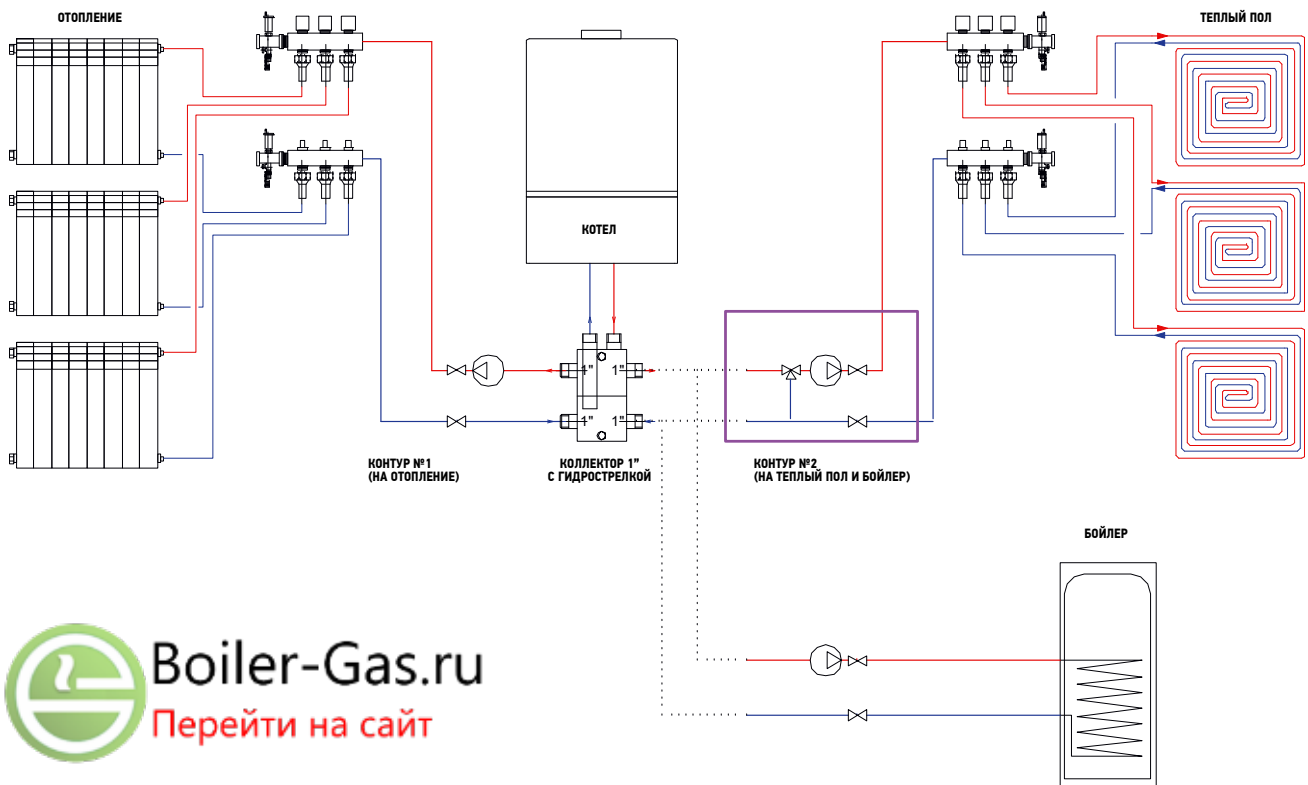 ОТОПЛЕНИЕ
ТЕПЛЫЙ ПОЛ
КОТЕЛ
1" 1"
1" 1"
КОНТУР №1
(НА ОТОПЛЕНИЕ)
КОЛЛЕКТОР 1"
С ГИДРОСТРЕЛКОЙ
КОНТУР №2
(НА ТЕПЛЫЙ ПОЛ И БОЙЛЕР)
БОЙЛЕР
Boiler-Gas.ru
Перейти на сайт